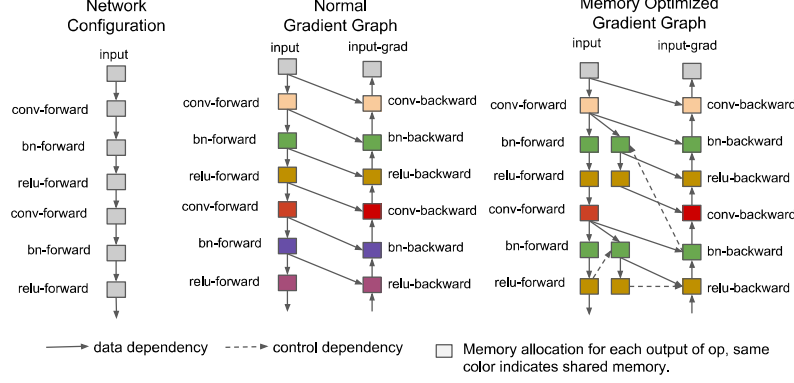 Network
Configuration
input
conv-forward
bn-forward
relu-forward
conv-forward
bn-forward
relu-forward
Normal
Gradient Graph
input
input-grad
conv-forward
conv-backward
bn-forward
bn-backward
relu-forward
relu-backward
conv-forward
conv-backward
bn-forward
bn-backward
relu-forward
relu-backward
Memory Optimized
Gradient Graph
input
input-grad
conv-forward
conv-backward
bn-forward
bn-backward
relu-forward
relu-backward
conv-forward
conv-backward
bn-forward
bn-backward
relu-forward
relu-backward
data dependency
control dependency
Memory allocation for each output of op, same
color indicates shared memory.